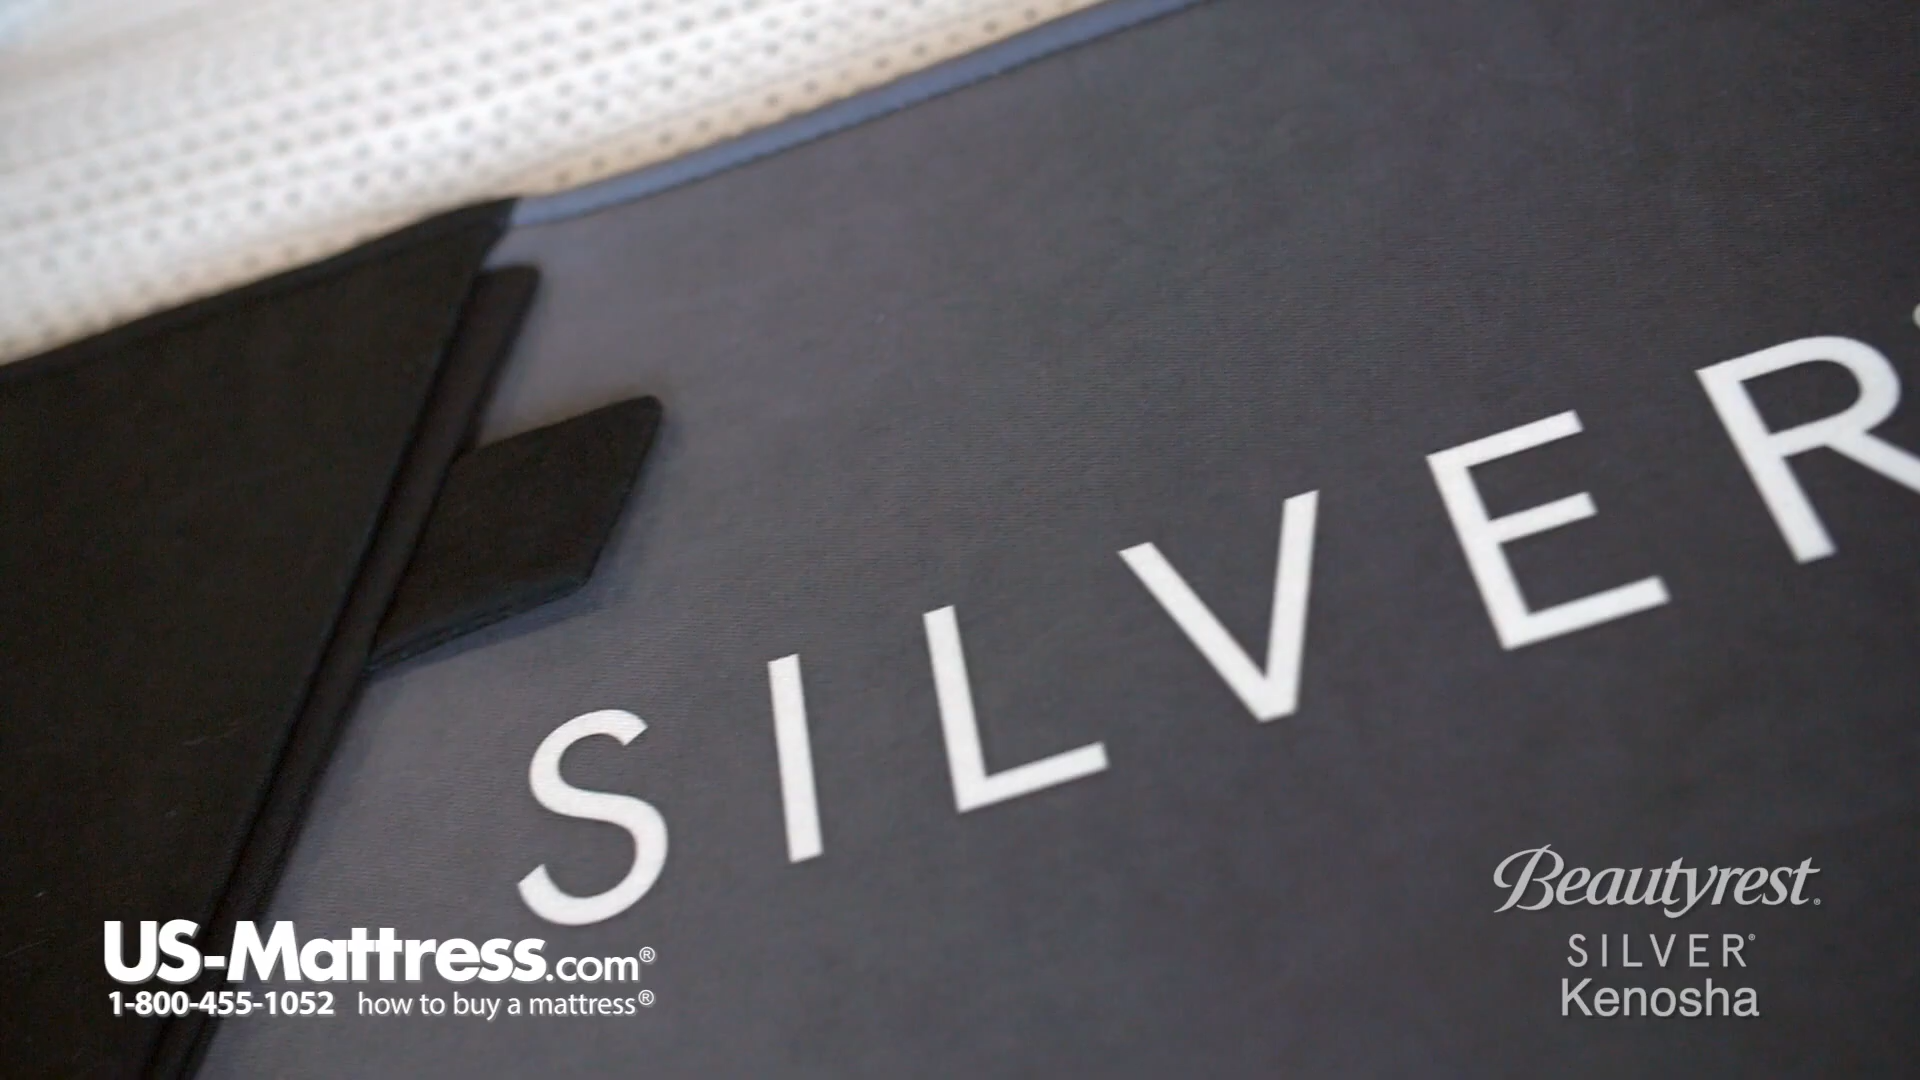 SILVER
US-Mattress.com®
1-800-455-1052 how to buy a mattress®
Beautyrest®
SILVER®
Kenosha